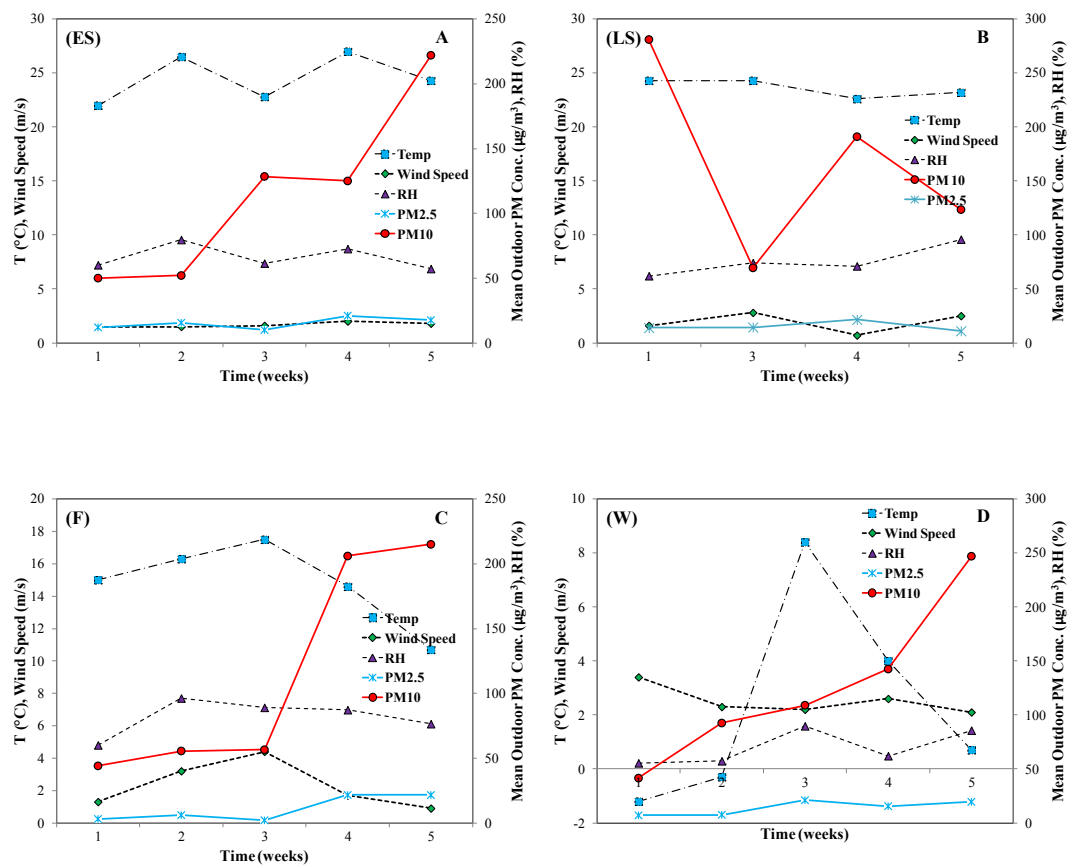 (ES)
A
30
25
20
15
10
5
0
250
200
150
100
50
0
1 2 3 4 5
Time (weeks)
T (°C), Wind Speed (m/s)
Mean Outdoor PM Conc. (µg/m³), RH (%)
Temp
Wind Speed
RH
PM2.5
PM10
(LS)
B
30
25
20
15
10
5
0
300
250
200
150
100
50
0
1 3 4 5
Time (weeks)
T (°C), Wind Speed (m/s)
Mean Outdoor PM Conc. (µg/m³), RH (%)
Temp
Wind Speed
RH
PM 10
PM2.5
(F)
C
20
18
16
14
12
10
8
6
4
2
0
250
200
150
100
50
0
1 2 3 4 5
Time (weeks)
T (°C), Wind Speed (m/s)
Mean Outdoor PM Conc. (µg/m³), RH (%)
Temp
Wind Speed
RH
PM2.5
PM10
(W)
D
10
8
6
4
2
0
-2
300
250
200
150
100
50
0
1 2 3 4 5
Time (weeks)
T (°C), Wind Speed (m/s)
Mean Outdoor PM Conc. (µg/m³), RH (%)
Temp
Wind Speed
RH
PM2.5
PM10